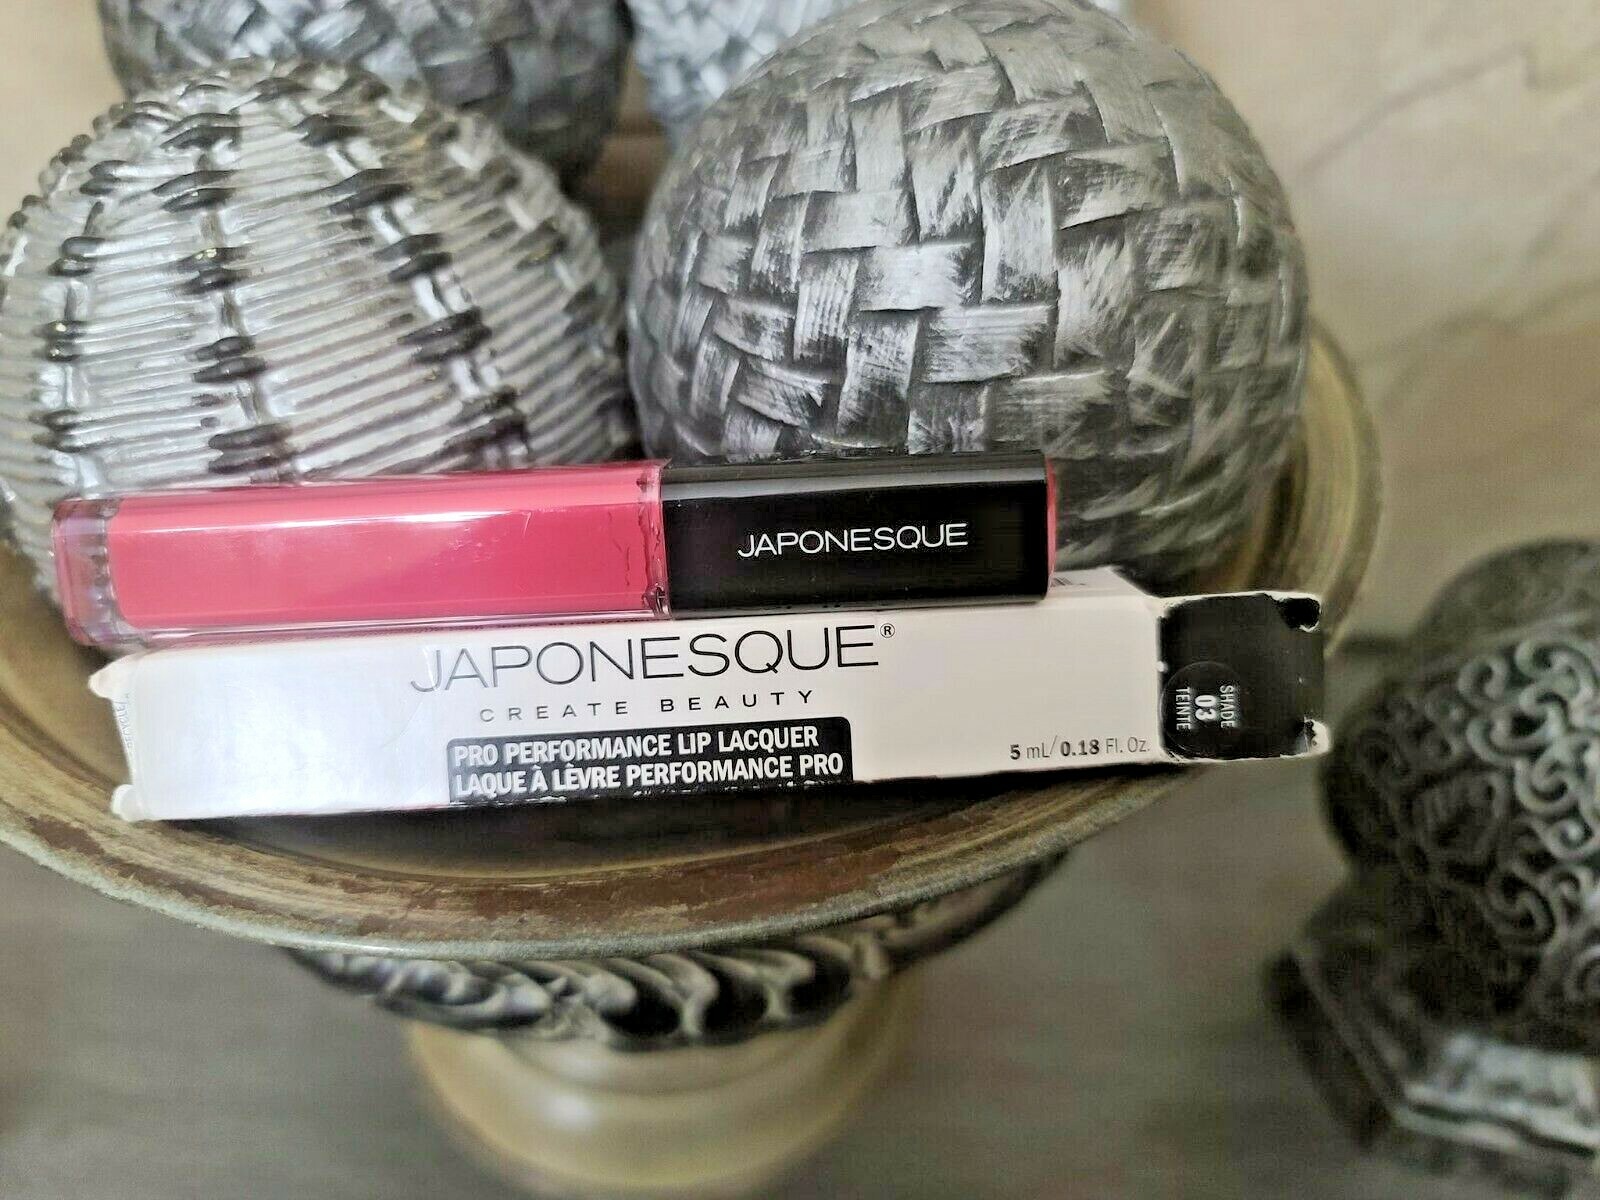 JAPONESQUE
JAPONESQUE®
CREATE BEAUTY
PRO PERFORMANCE LIP LACQUER
LAQUE À LÈVRE PERFORMANCE PRO
5 mL/0.18 Fl. Oz.
SHADE
03
TEINTE